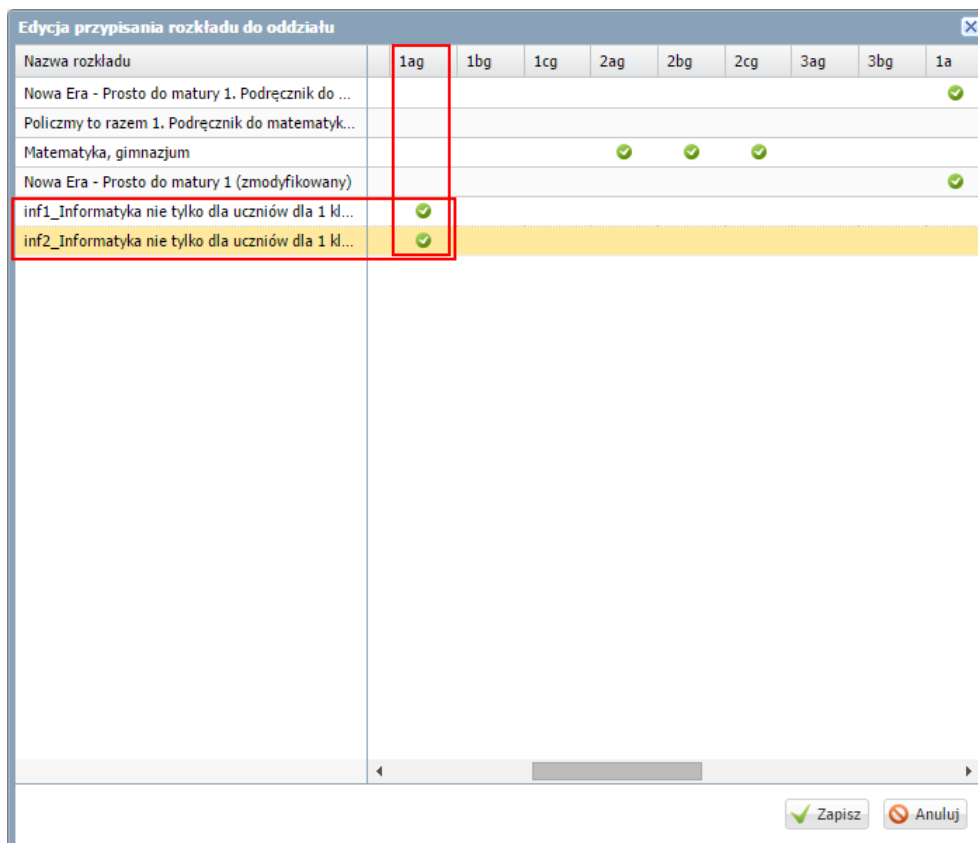 Edycja przypisania rozkładu do oddziału
Nazwa rozkładu 1ag 1bg 1cg 2ag 2bg 2cg 3ag 3bg 1a
Nowa Era - Prosto do matury 1. Podręcznik do ...
Policzmy to razem 1. Podręcznik do matematyk...
Matematyka, gimnazjum
Nowa Era - Prosto do matury 1 (zmodyfikowany)
inf1_Informatyka nie tylko dla uczniów dla 1 kl...
inf2_Informatyka nie tylko dla uczniów dla 1 kl...
Zapisz Anuluj